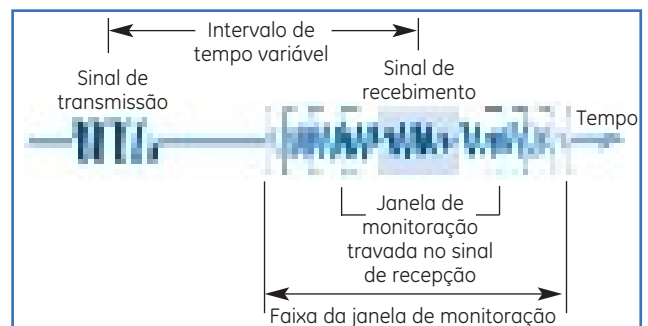 Intervalo de
tempo variável
Sinal de
transmissão
Sinal de
recebimento
Tempo
Janela de
monitoração
travada no sinal
de recepção
Faixa da janela de monitoração